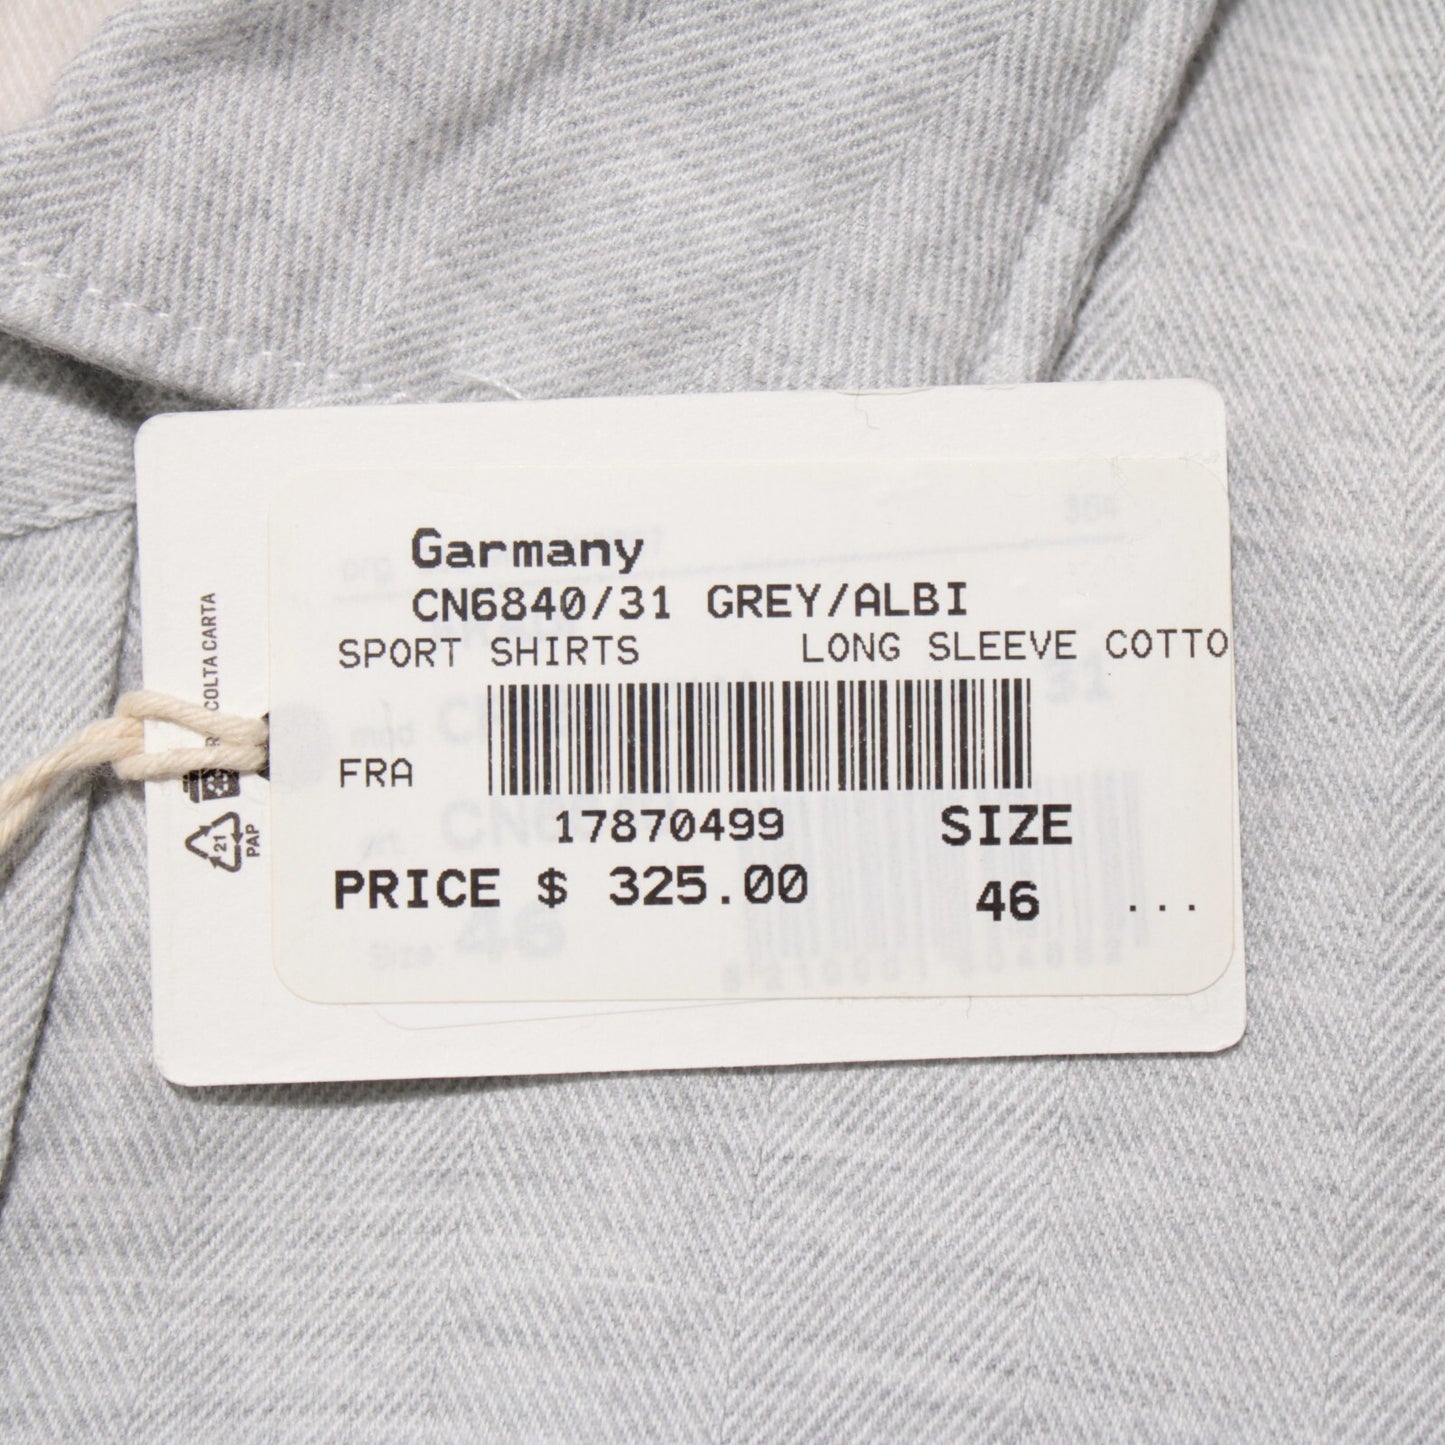 Garmany
CN6840/31 GREY/ALBI
SPORT SHIRTS LONG SLEEVE COTTO
FRA
17870499 SIZE
PRICE $ 325.00 46 ...
COLTA CARTA
21
PAP